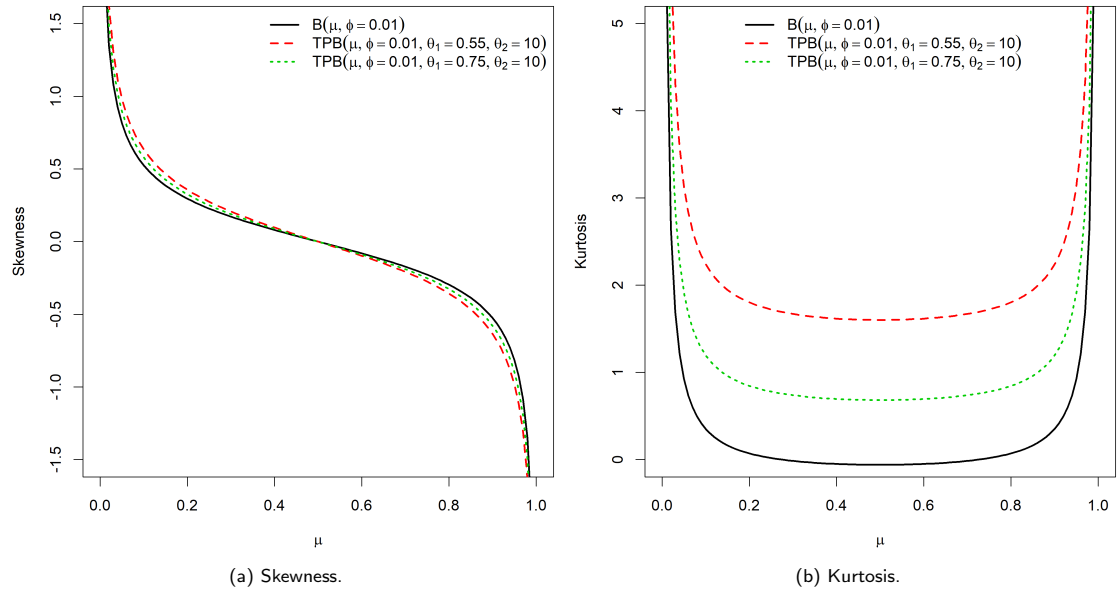 B(μ, ϕ = 0.01)
TPB(μ, ϕ = 0.01, θ₁ = 0.55, θ₂ = 10)
TPB(μ, ϕ = 0.01, θ₁ = 0.75, θ₂ = 10)
Skewness
1.5
1.0
0.5
0.0
-0.5
-1.0
-1.5
0.0 0.2 0.4 0.6 0.8 1.0
μ
(a) Skewness.
B(μ, ϕ = 0.01)
TPB(μ, ϕ = 0.01, θ₁ = 0.55, θ₂ = 10)
TPB(μ, ϕ = 0.01, θ₁ = 0.75, θ₂ = 10)
Kurtosis
5
4
3
2
1
0
0.0 0.2 0.4 0.6 0.8 1.0
μ
(b) Kurtosis.